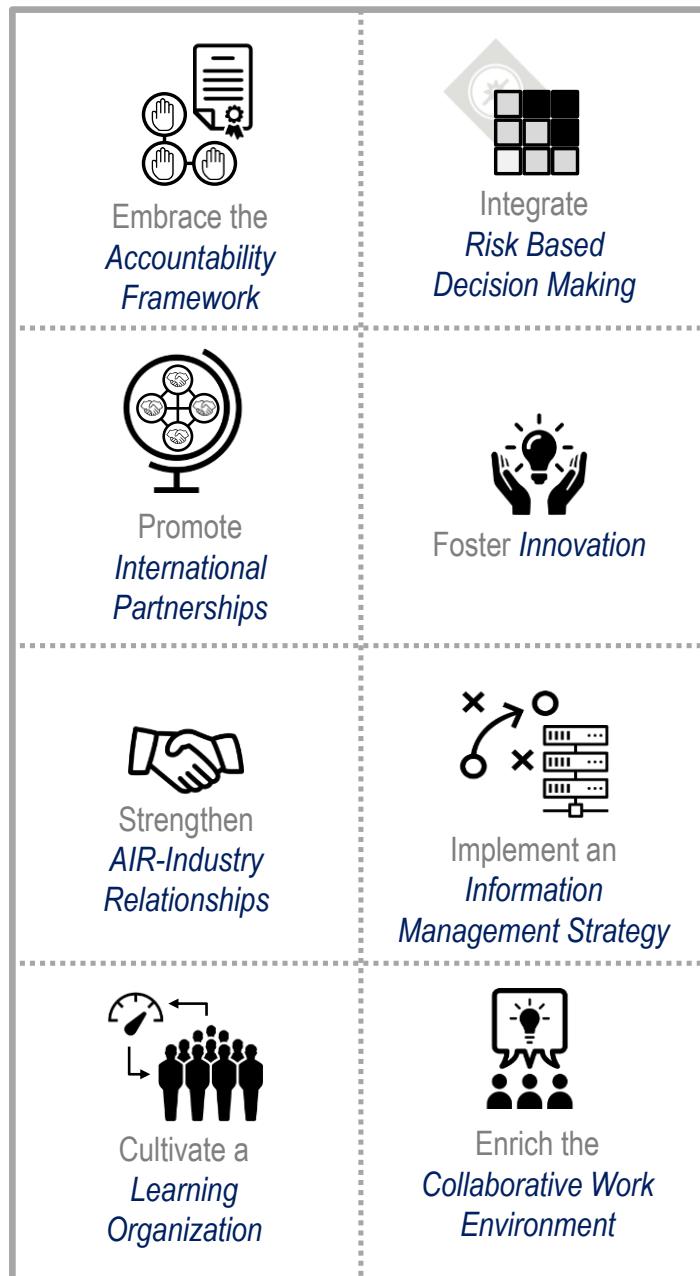 Embrace the
Accountability
Framework
Integrate
Risk Based
Decision Making
Promote
International
Partnerships
Foster Innovation
Strengthen
AIR-Industry
Relationships
Implement an
Information
Management Strategy
Cultivate a
Learning
Organization
Enrich the
Collaborative Work
Environment